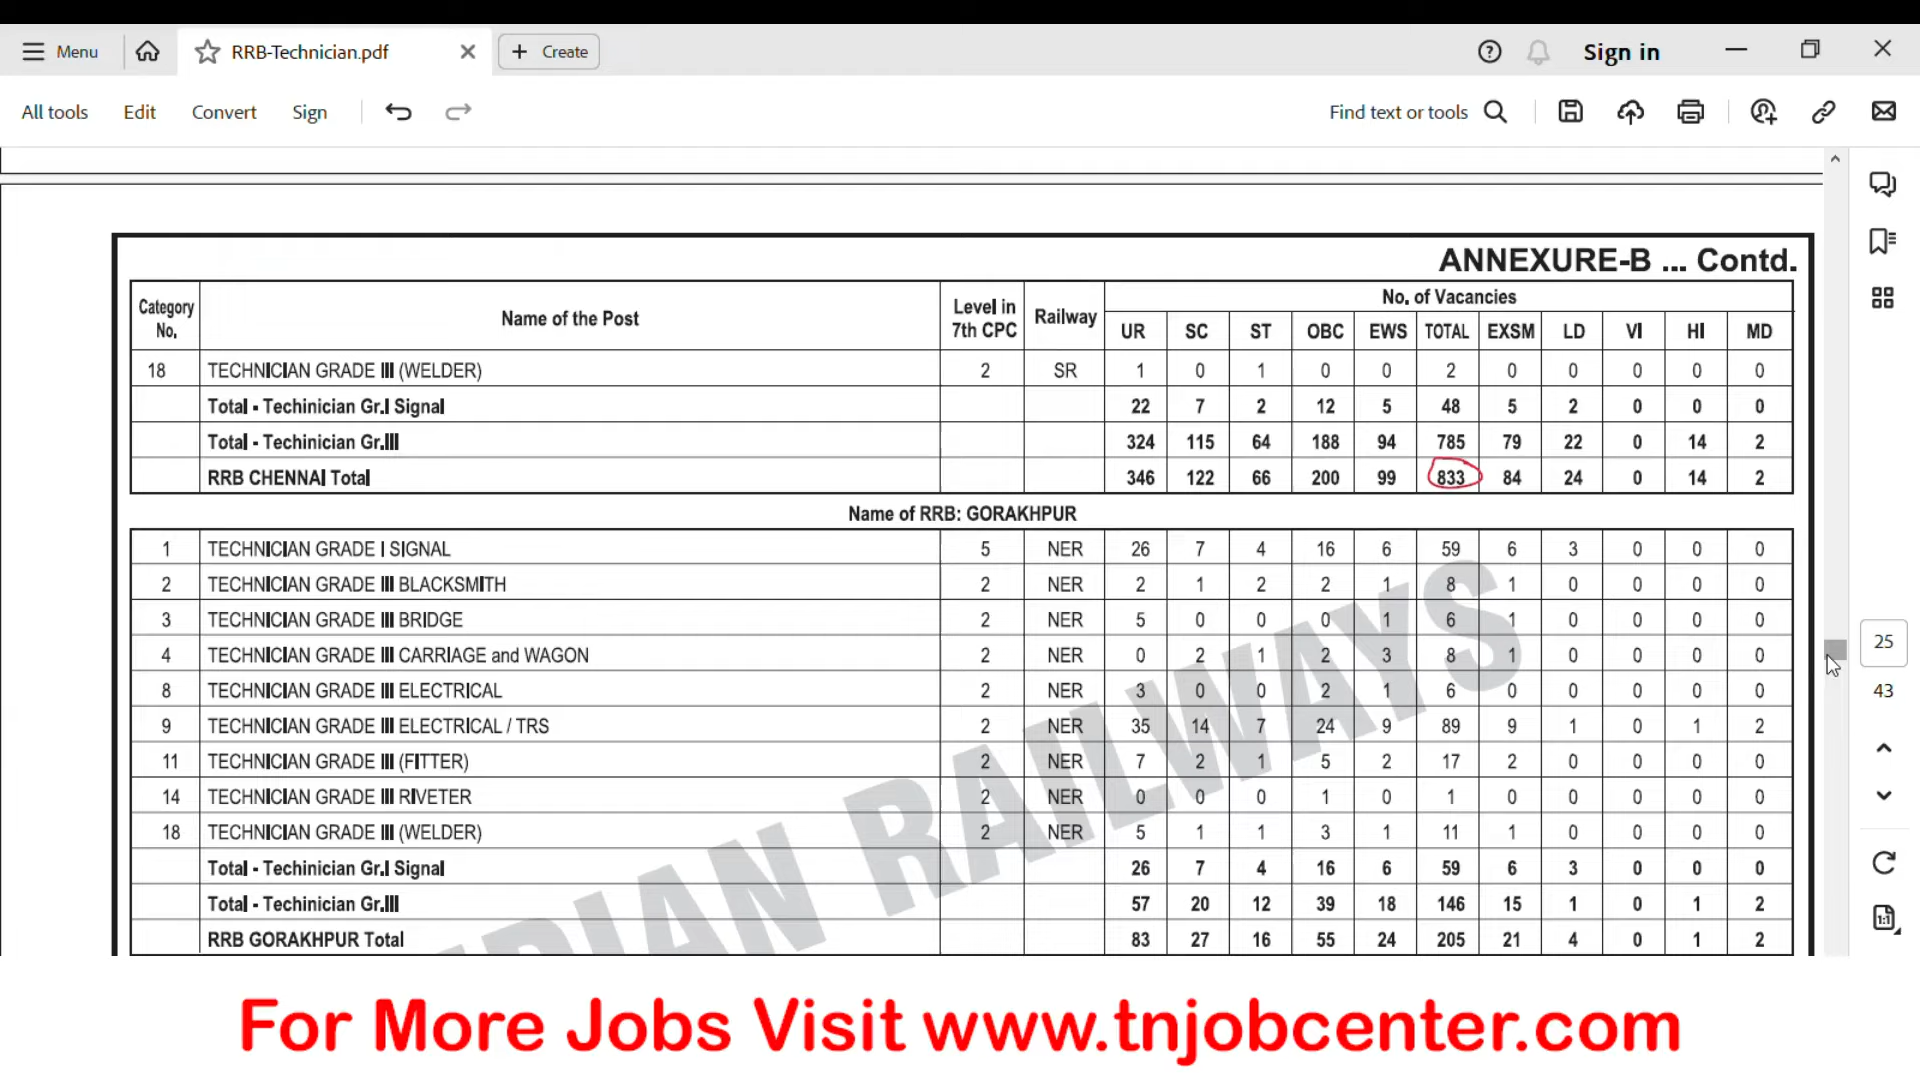 Menu RRB-Technician.pdf Create Sign in
All tools Edit Convert Sign Find text or tools
ANNEXURE-B ... Contd.
Category No. Name of the Post Level in 7th CPC Railway No. of Vacancies
UR SC ST OBC EWS TOTAL EXSM LD VI HI MD
18 TECHNICIAN GRADE III (WELDER) 2 SR 1 0 1 0 0 2 0 0 0 0 0
Total - Techinician Gr.I Signal 22 7 2 12 5 48 5 2 0 0 0
Total - Techinician Gr.III 324 115 64 188 94 785 79 22 0 14 2
RRB CHENNAI Total 346 122 66 200 99 833 84 24 0 14 2
Name of RRB: GORAKHPUR
1 TECHNICIAN GRADE I SIGNAL 5 NER 26 7 4 16 6 59 6 3 0 0 0
2 TECHNICIAN GRADE III BLACKSMITH 2 NER 2 1 2 2 1 8 1 0 0 0 0
3 TECHNICIAN GRADE III BRIDGE 2 NER 5 0 0 0 1 6 1 0 0 0 0
4 TECHNICIAN GRADE III CARRIAGE and WAGON 2 NER 0 2 1 2 3 8 1 0 0 0 0
8 TECHNICIAN GRADE III ELECTRICAL 2 NER 3 0 0 2 1 6 0 0 0 0 0
9 TECHNICIAN GRADE III ELECTRICAL / TRS 2 NER 35 14 7 24 9 89 9 1 0 1 2
11 TECHNICIAN GRADE III (FITTER) 2 NER 7 2 1 5 2 17 2 0 0 0 0
14 TECHNICIAN GRADE III RIVETER 2 NER 0 0 0 1 0 1 0 0 0 0 0
18 TECHNICIAN GRADE III (WELDER) 2 NER 5 1 1 3 1 11 1 0 0 0 0
Total - Techinician Gr.I Signal 26 7 4 16 6 59 6 3 0 0 0
Total - Techinician Gr.III 57 20 12 39 18 146 15 1 0 1 2
RRB GORAKHPUR Total 83 27 16 55 24 205 21 4 0 1 2
RAILWAYS
25
43
1:1
For More Jobs Visit www.tnjobcenter.com